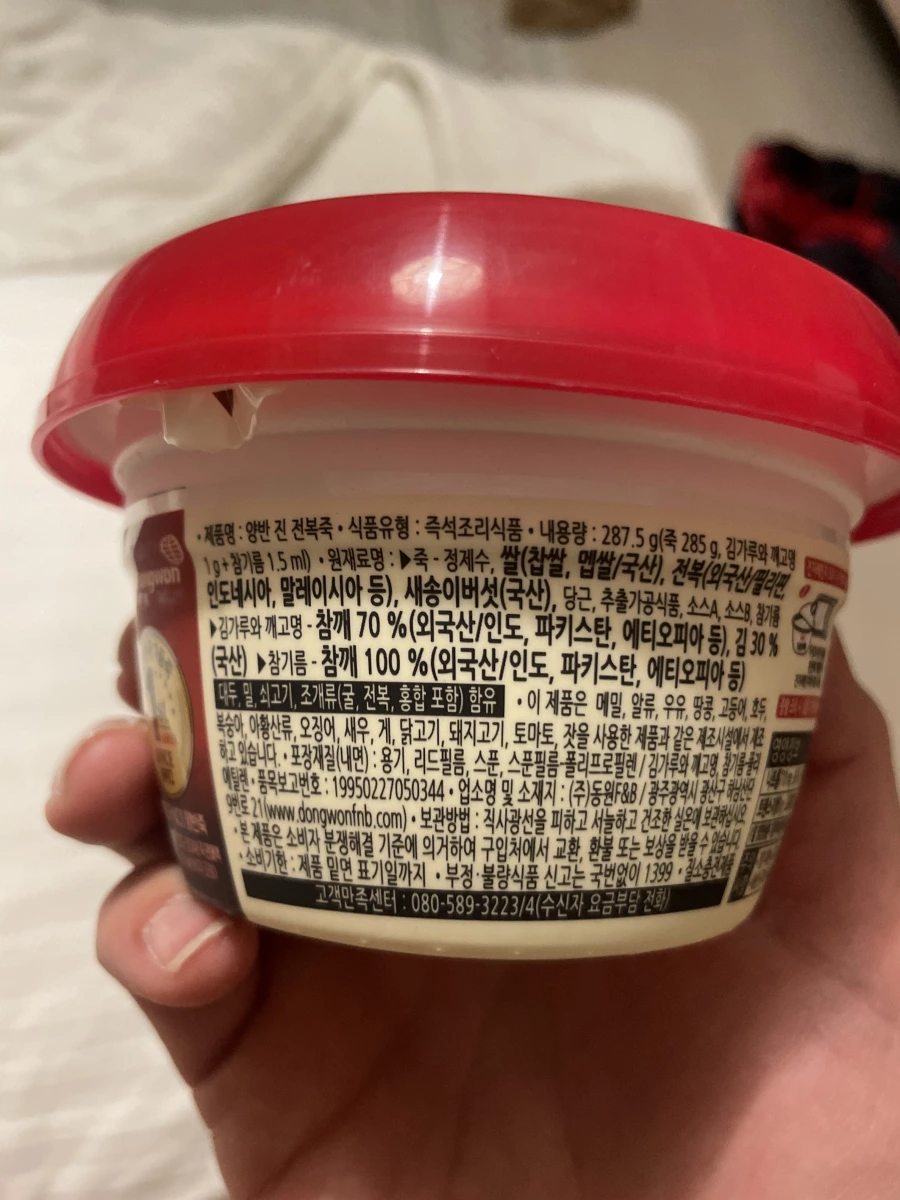 ongwon
• 제품명 : 양반 진 전복죽 • 식품유형 : 즉석조리식품 • 내용량 : 287.5 g(죽 285 g, 김가루와 깨고명
1 g + 참기름 1.5 ml) • 원재료명 : ▶죽 - 정제수, 쌀(찹쌀, 멥쌀/국산), 전복(외국산/필리핀,
인도네시아, 말레이시아 등), 새송이버섯(국산), 당근, 추출가공식품, 소스A, 소스B, 참기름
▶김가루와 깨고명 - 참깨 70 %(외국산/인도, 파키스탄, 에티오피아 등), 김 30 %
(국산) ▶참기름 - 참깨 100 %(외국산/인도, 파키스탄, 에티오피아 등)
대두, 밀, 쇠고기, 조개류(굴, 전복, 홍합 포함) 함유 • 이 제품은 메밀, 알류, 우유, 땅콩, 고등어, 호두,
복숭아, 아황산류, 오징어, 새우, 게, 닭고기, 돼지고기, 토마토, 잣을 사용한 제품과 같은 제조시설에서 제조
하고 있습니다. • 포장재질(내면) : 용기, 리드필름, 스푼, 스푼필름-폴리프로필렌 / 김가루와 깨고명, 참기름-폴리
에틸렌 • 품목보고번호 : 19950227050344 • 업소명 및 소재지 : (주)동원F&B / 광주광역시 광산구 하남산단
9번로 21(www.dongwonfnb.com) • 보관방법 : 직사광선을 피하고 서늘하고 건조한 실온에 보관하십시오
• 본 제품은 소비자 분쟁해결 기준에 의거하여 구입처에서 교환, 환불 또는 보상을 받을 수 있습니다.
• 소비기한 : 제품 밑면 표기일까지 • 부정·불량식품 신고는 국번없이 1399 • 질소충전제품
고객만족센터 : 080-589-3223/4(수신자 요금부담 전화)